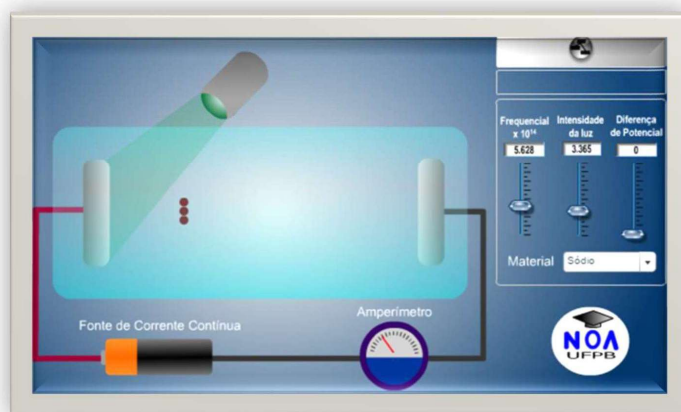 Frequencial
x 10¹⁴
5.628
Intensidade
da luz
3.365
Diferença
de Potencial
0
Material
Sódio
Fonte de Corrente Contínua
Amperímetro
NOA
UFPB